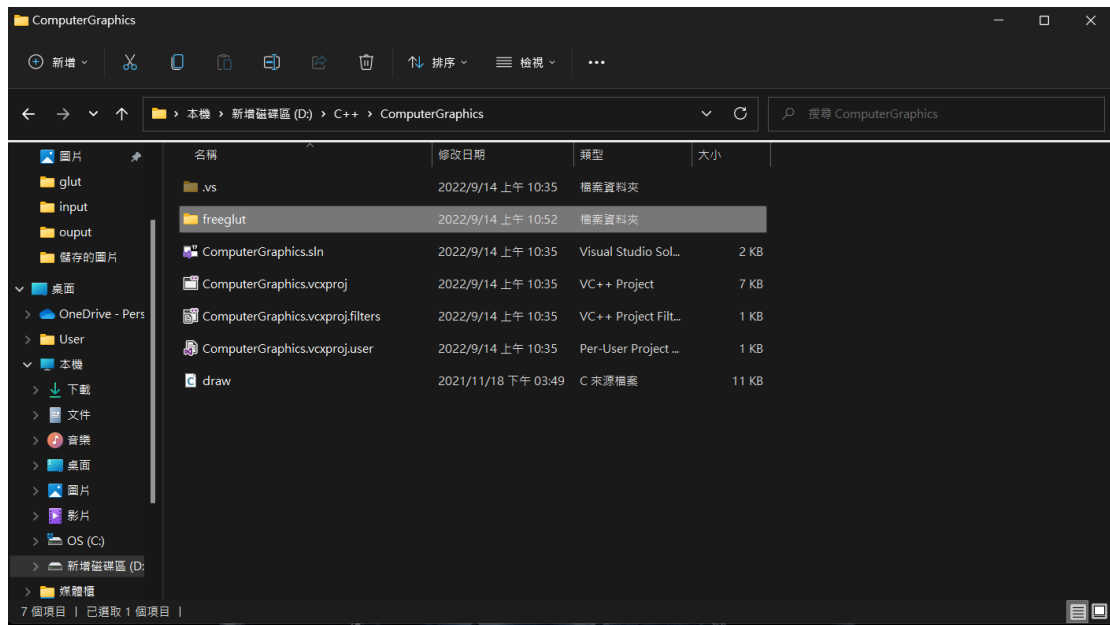 ComputerGraphics
新增 排序 檢視
本機 新增磁碟區 (D:) C++ ComputerGraphics 搜尋 ComputerGraphics
圖片
glut
input
ouput
儲存的圖片
桌面
OneDrive - Pers
User
本機
下載
文件
音樂
桌面
圖片
影片
OS (C:)
新增磁碟區 (D:
媒體櫃
名稱 修改日期 類型 大小
.vs 2022/9/14 上午 10:35 檔案資料夾
freeglut 2022/9/14 上午 10:52 檔案資料夾
ComputerGraphics.sln 2022/9/14 上午 10:35 Visual Studio Sol... 2 KB
ComputerGraphics.vcxproj 2022/9/14 上午 10:35 VC++ Project 7 KB
ComputerGraphics.vcxproj.filters 2022/9/14 上午 10:35 VC++ Project Filt... 1 KB
ComputerGraphics.vcxproj.user 2022/9/14 上午 10:35 Per-User Project ... 1 KB
draw 2021/11/18 下午 03:49 C 來源檔案 11 KB
7 個項目 | 已選取 1 個項目 |